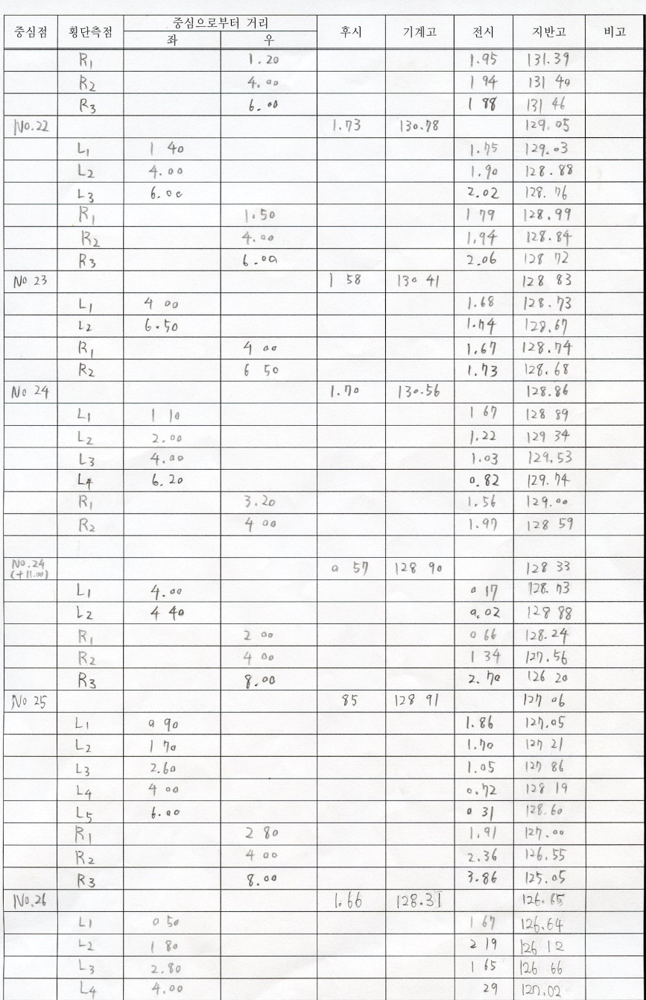 중심점 횡단측점 중심으로부터 거리 후시 기계고 전시 지반고 비고
좌 우
R1 1.20 1.95 131.39
R2 4.00 1 94 131 40
R3 6.00 1 88 131 46
No.22 1.73 130.78 129.05
L1 1 40 1.75 129.03
L2 4.00 1.90 128.88
L3 6.00 2.02 128.76
R1 1.50 1 79 128.99
R2 4.00 1.94 128.84
R3 6.00 2.06 128 72
No 23 1 58 130 41 128 83
L1 4 00 1.68 128.73
L2 6.50 1.74 128.67
R1 4 00 1.67 128.74
R2 6 50 1.73 128.68
No 24 1.70 130.56 128.86
L1 1 10 1 67 128 89
L2 2.00 1.22 129 34
L3 4.00 1.03 129.53
L4 6.20 0.82 129.74
R1 3.20 1.56 129.00
R2 4 00 1.97 128 59
No.24 0 57 128 90 128 33
(+11.00)
L1 4.00 0 17 128.73
L2 4 40 0.02 128 88
R1 2 00 0 66 128.24
R2 4 00 1 34 127.56
R3 8.00 2.70 126 20
No 25 85 128 91 127 06
L1 0 90 1.86 127.05
L2 1 70 1.70 127 21
L3 2.60 1.05 127 86
L4 4 00 0.72 128 19
L5 6.00 0 31 128.60
R1 2 80 1.91 127.00
R2 4 00 2.36 126.55
R3 8.00 3.86 125.05
No.26 1.66 128.31 126.65
L1 0 50 1 67 126.64
L2 1 80 2 19 126 12
L3 2.80 1 65 126 66
L4 4.00 29 127.02